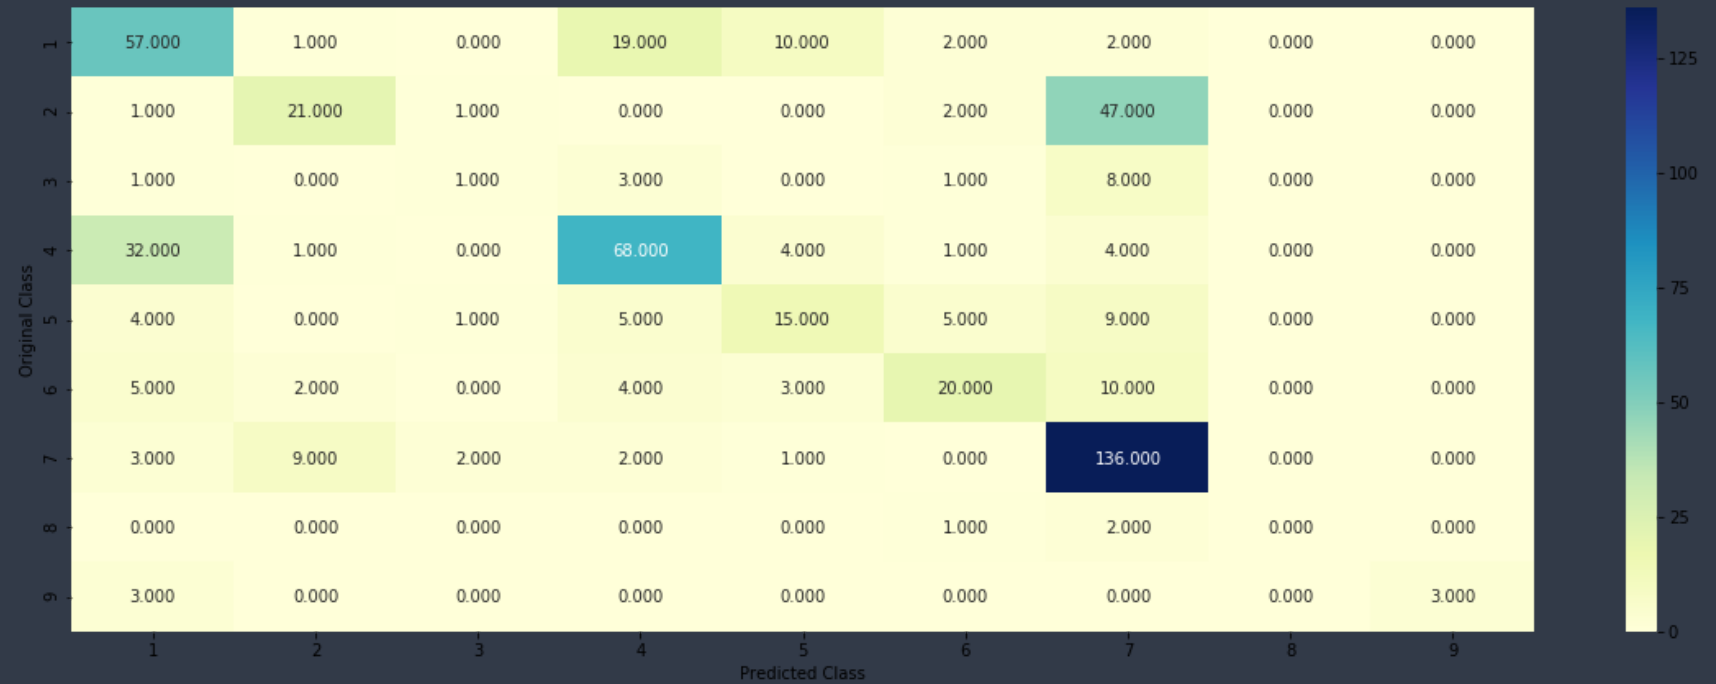 1 57.000 1.000 0.000 19.000 10.000 2.000 2.000 0.000 0.000
125
2 1.000 21.000 1.000 0.000 0.000 2.000 47.000 0.000 0.000
3 1.000 0.000 1.000 3.000 0.000 1.000 8.000 0.000 0.000
100
4 32.000 1.000 0.000 68.000 4.000 1.000 4.000 0.000 0.000
75
Original Class
5 4.000 0.000 1.000 5.000 15.000 5.000 9.000 0.000 0.000
6 5.000 2.000 0.000 4.000 3.000 20.000 10.000 0.000 0.000
50
7 3.000 9.000 2.000 2.000 1.000 0.000 136.000 0.000 0.000
25
8 0.000 0.000 0.000 0.000 0.000 1.000 2.000 0.000 0.000
9 3.000 0.000 0.000 0.000 0.000 0.000 0.000 0.000 3.000
0
1 2 3 4 5 6 7 8 9
Predicted Class